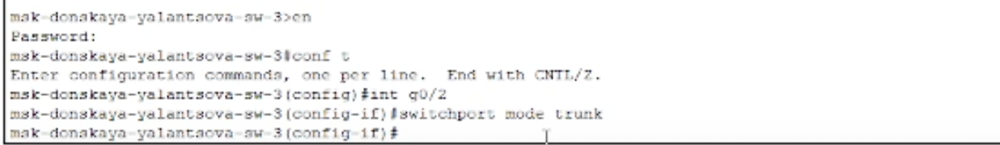 msk-donskaya-yalantsova-sw-3>en
Password:
msk-donskaya-yalantsova-sw-3#conf t
Enter configuration commands, one per line.  End with CNTL/Z.
msk-donskaya-yalantsova-sw-3(config)#int g0/2
msk-donskaya-yalantsova-sw-3(config-if)#switchport mode trunk
msk-donskaya-yalantsova-sw-3(config-if)#